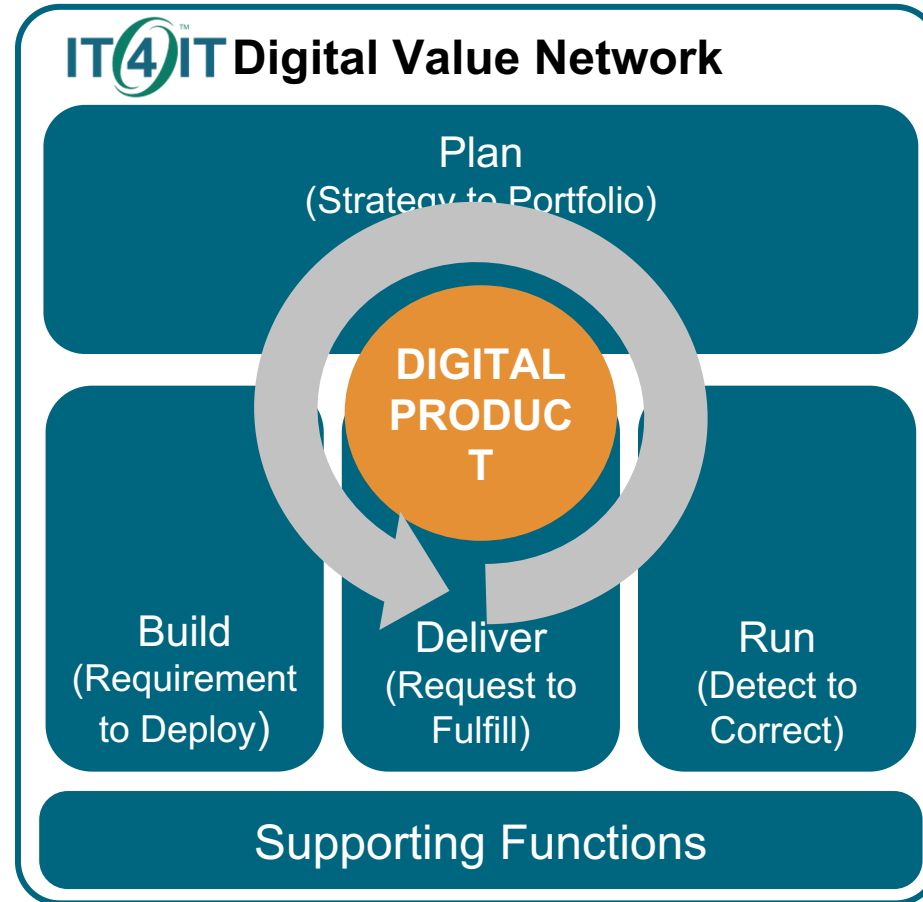 IT4IT™ Digital Value Network
Plan
(Strategy to Portfolio)
DIGITAL
PRODUC
T
Build
(Requirement
to Deploy)
Deliver
(Request to
Fulfill)
Run
(Detect to
Correct)
Supporting Functions